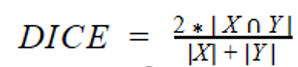 DICE = 2 * | X ∩ Y | / |X| + |Y|